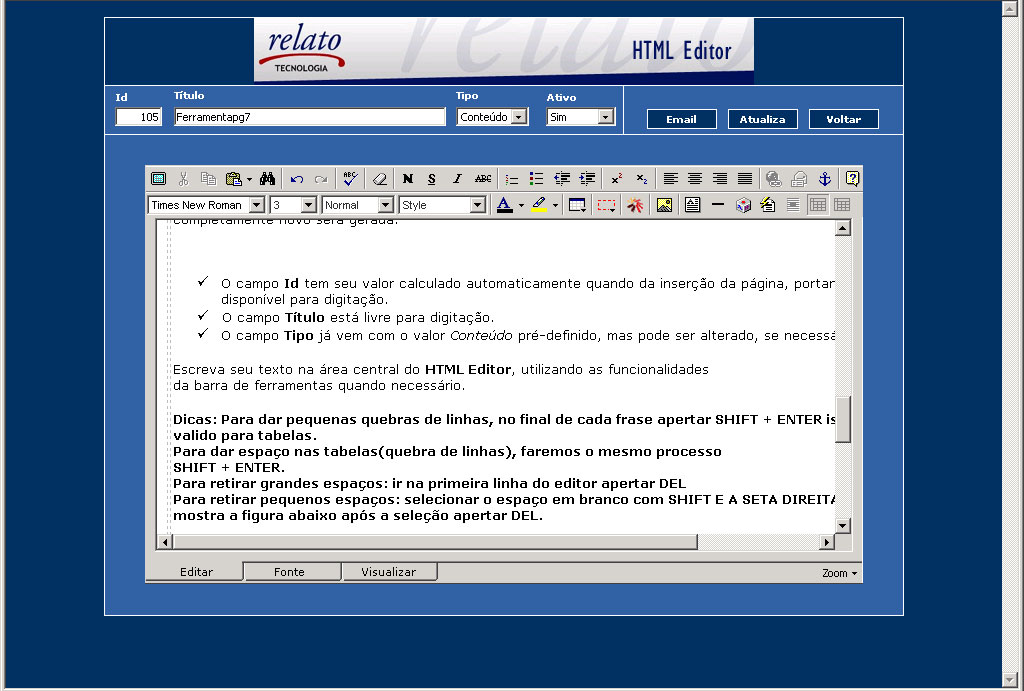 relato
TECNOLOGIA
HTML Editor
Id Título Tipo Ativo
105 Ferramentapg7 Conteúdo Sim
Email Atualiza Voltar
N S I ABC
Times New Roman 3 Normal Style
completamente novo será gerada.
O campo Id tem seu valor calculado automaticamente quando da inserção da página, portan
disponível para digitação.
O campo Título está livre para digitação.
O campo Tipo já vem com o valor Conteúdo pré-definido, mas pode ser alterado, se necessá
Escreva seu texto na área central do HTML Editor, utilizando as funcionalidades
da barra de ferramentas quando necessário.
Dicas: Para dar pequenas quebras de linhas, no final de cada frase apertar SHIFT + ENTER is
valido para tabelas.
Para dar espaço nas tabelas(quebra de linhas), faremos o mesmo processo
SHIFT + ENTER.
Para retirar grandes espaços: ir na primeira linha do editor apertar DEL
Para retirar pequenos espaços: selecionar o espaço em branco com SHIFT E A SETA DIREITA
mostra a figura abaixo após a seleção apertar DEL.
Editar Fonte Visualizar Zoom